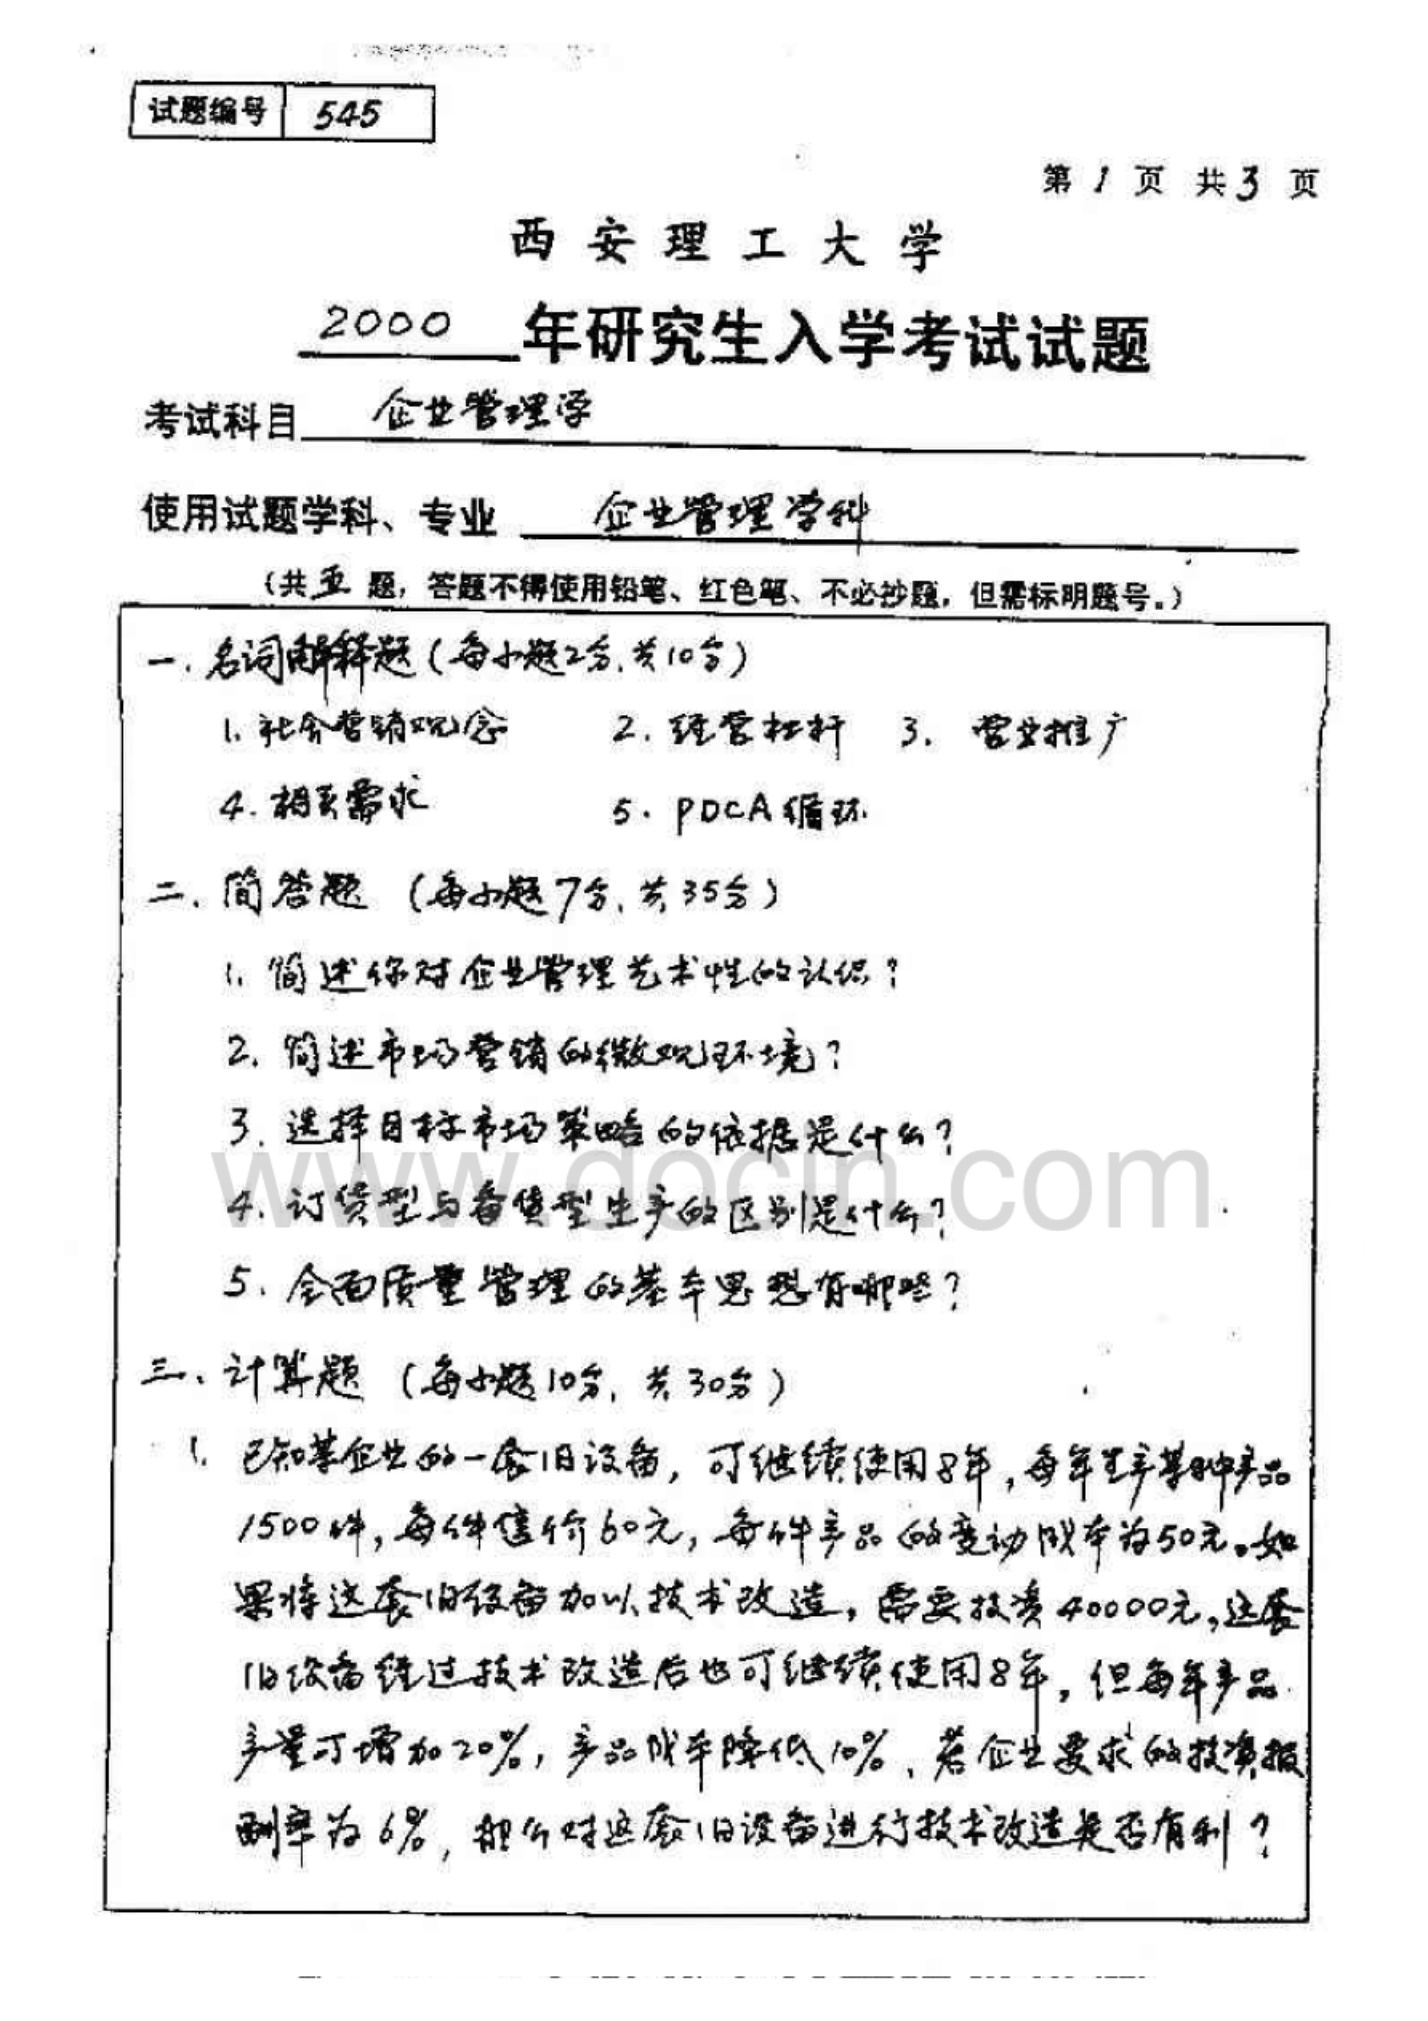 试题编号 545
第 1 页 共 3 页
西安理工大学
2000 年研究生入学考试试题
考试科目 企业管理学
使用试题学科、专业 企业管理学科
(共五题,答题不得使用铅笔、红色笔、不必抄题,但需标明题号。)
一、名词解释题(每小题2分,共10分)
1. 社会营销观念 2. 经营杠杆 3. 营业推广
4. 相关需求 5. PDCA循环
二、简答题(每小题7分,共35分)
1. 简述你对企业管理艺术性的认识?
2. 简述市场营销的微观环境?
3. 选择目标市场策略的依据是什么?
www.docin.com
4. 订货型与备货型生产的区别是什么?
5. 全面质量管理的基本思想有哪些?
三、计算题(每小题10分,共30分)
1. 已知某企业的一套旧设备,可继续使用8年,每年生产某种产品
1500件,每件售价60元,每件产品的变动成本为50元。如
果将这套旧设备加以技术改造,需要投资40000元,这套
旧设备经过技术改造后也可继续使用8年,但每年产品
产量可增加20%,产品成本降低10%、若企业要求的投资报
酬率为6%,那么对这套旧设备进行技术改造是否有利?